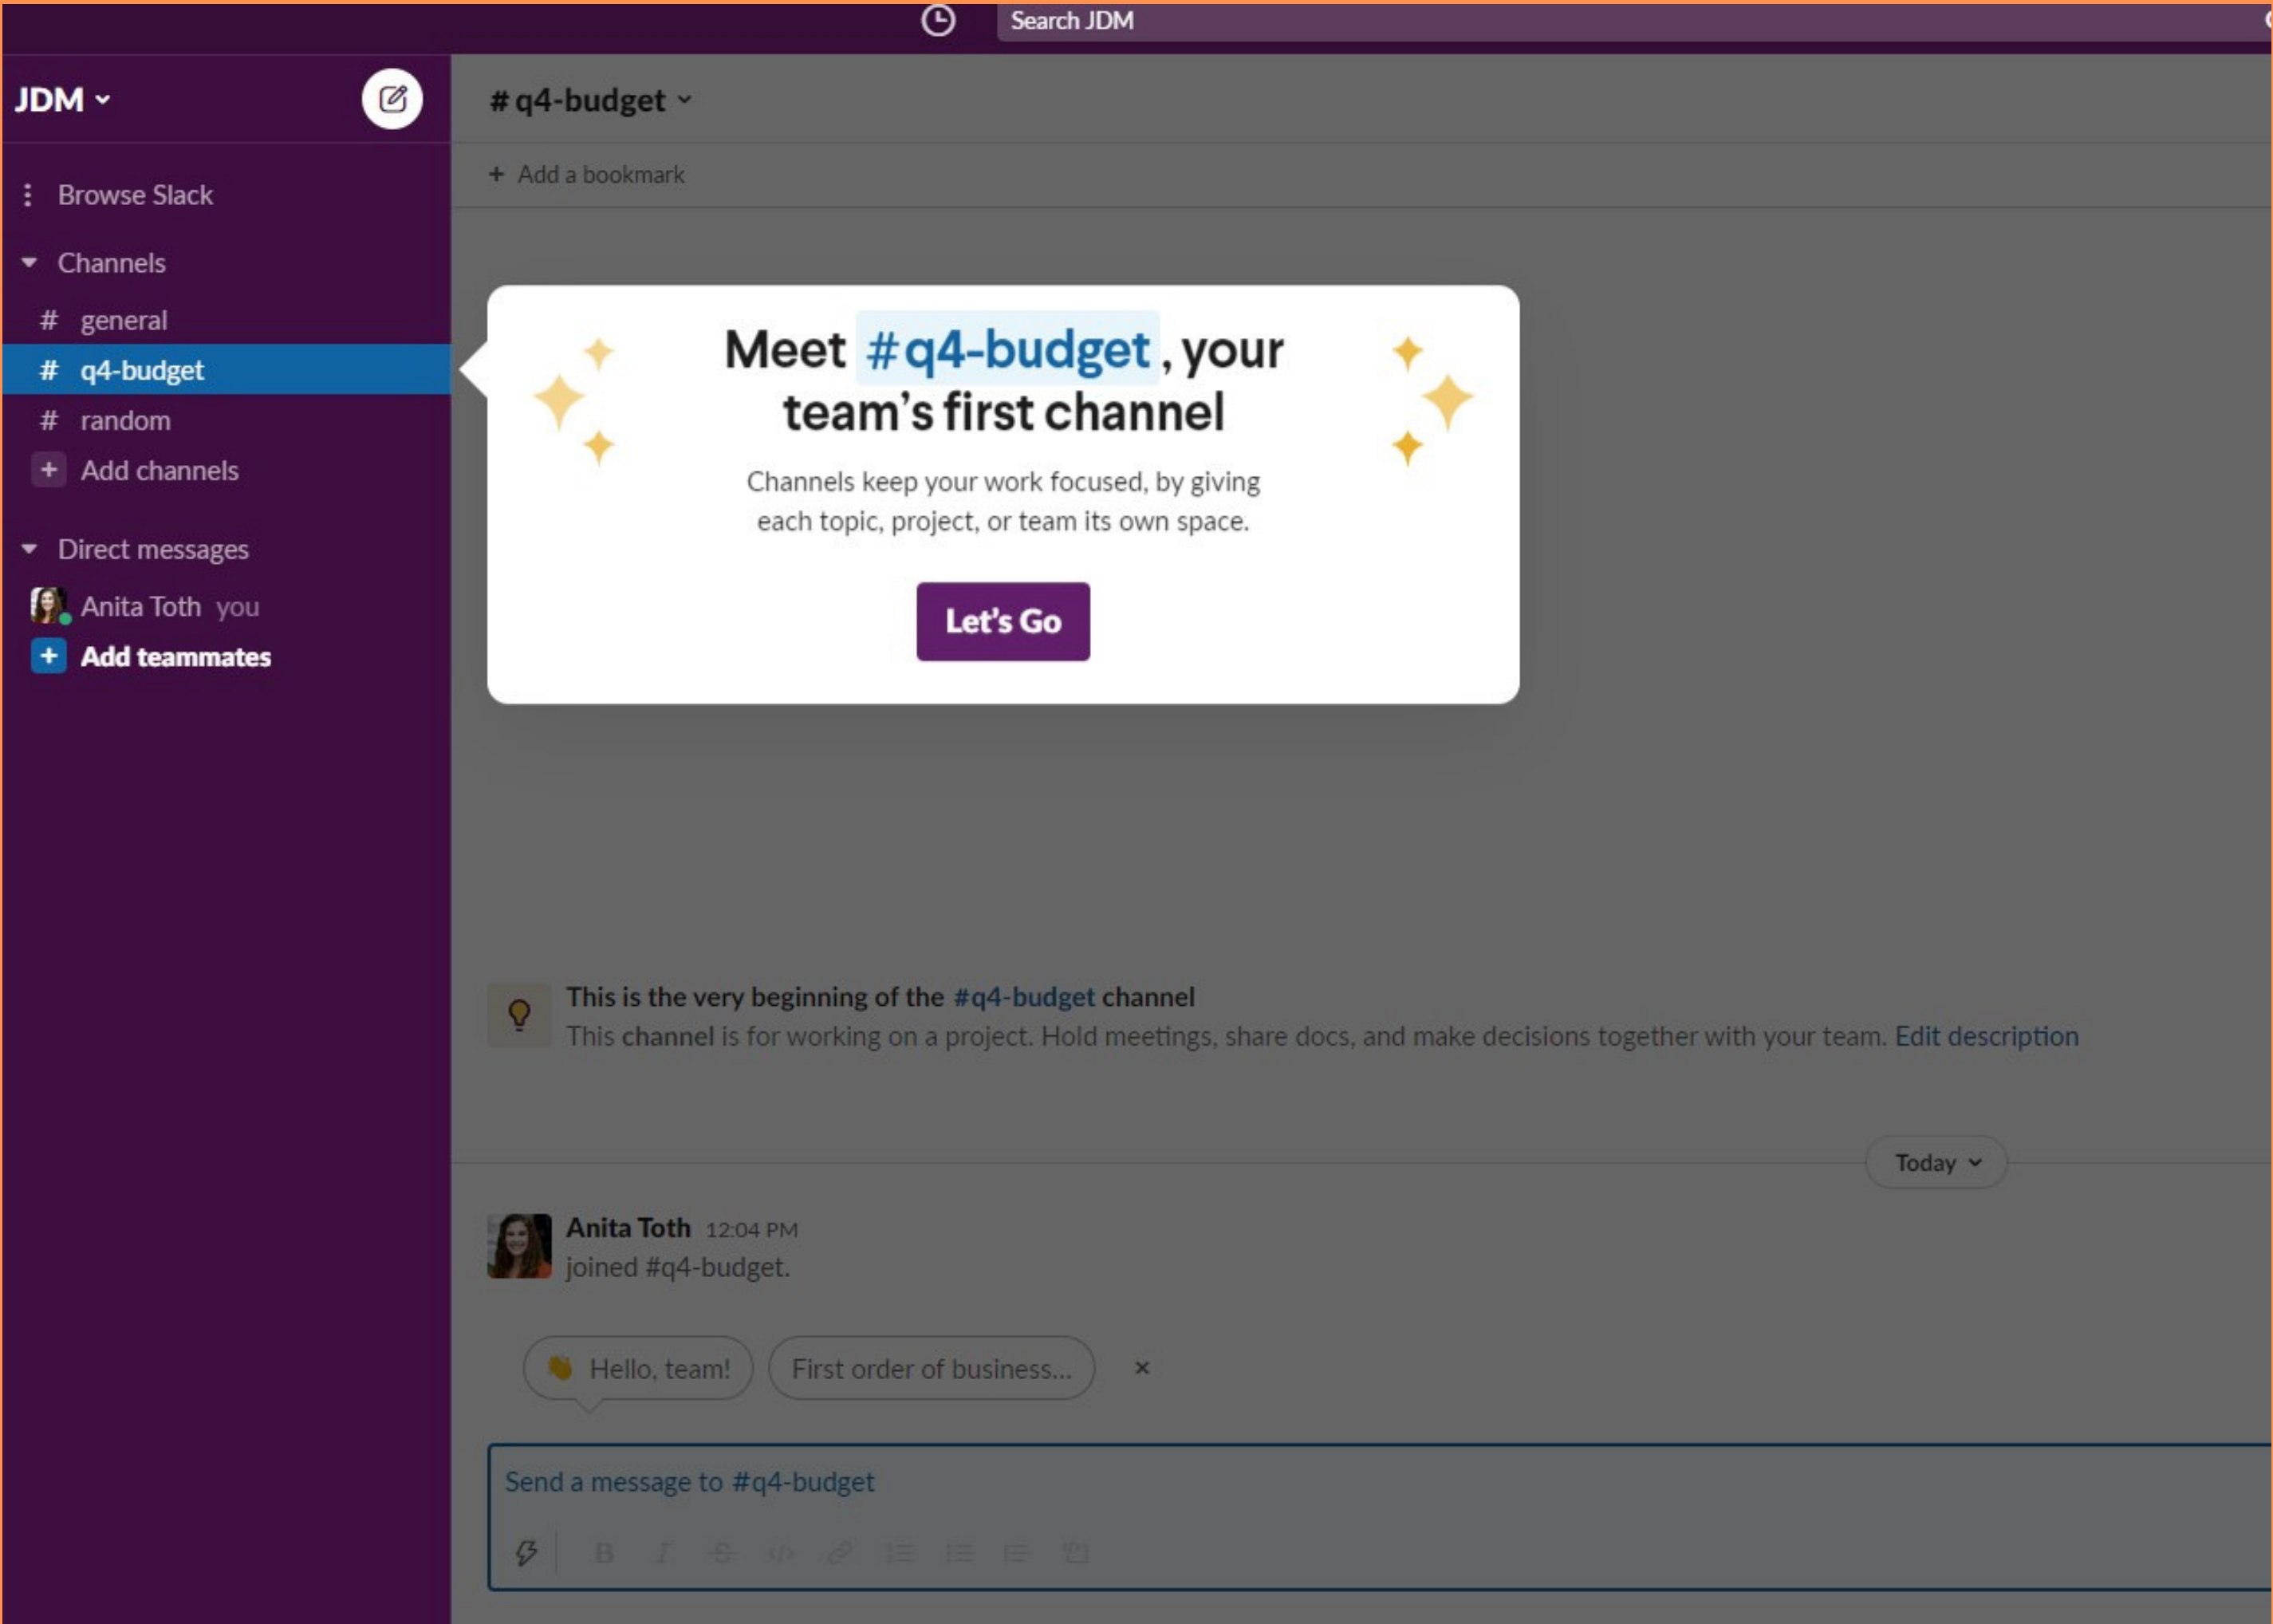 Search JDM
JDM
# q4-budget
+ Add a bookmark
Browse Slack
Channels
# general
# q4-budget
# random
+ Add channels
Direct messages
Anita Toth you
+ Add teammates
Meet #q4-budget, your
team's first channel
Channels keep your work focused, by giving
each topic, project, or team its own space.
Let's Go
This is the very beginning of the #q4-budget channel
This channel is for working on a project. Hold meetings, share docs, and make decisions together with your team. Edit description
Today
Anita Toth 12:04 PM
joined #q4-budget.
Hello, team!
First order of business...
Send a message to #q4-budget
B I S </>